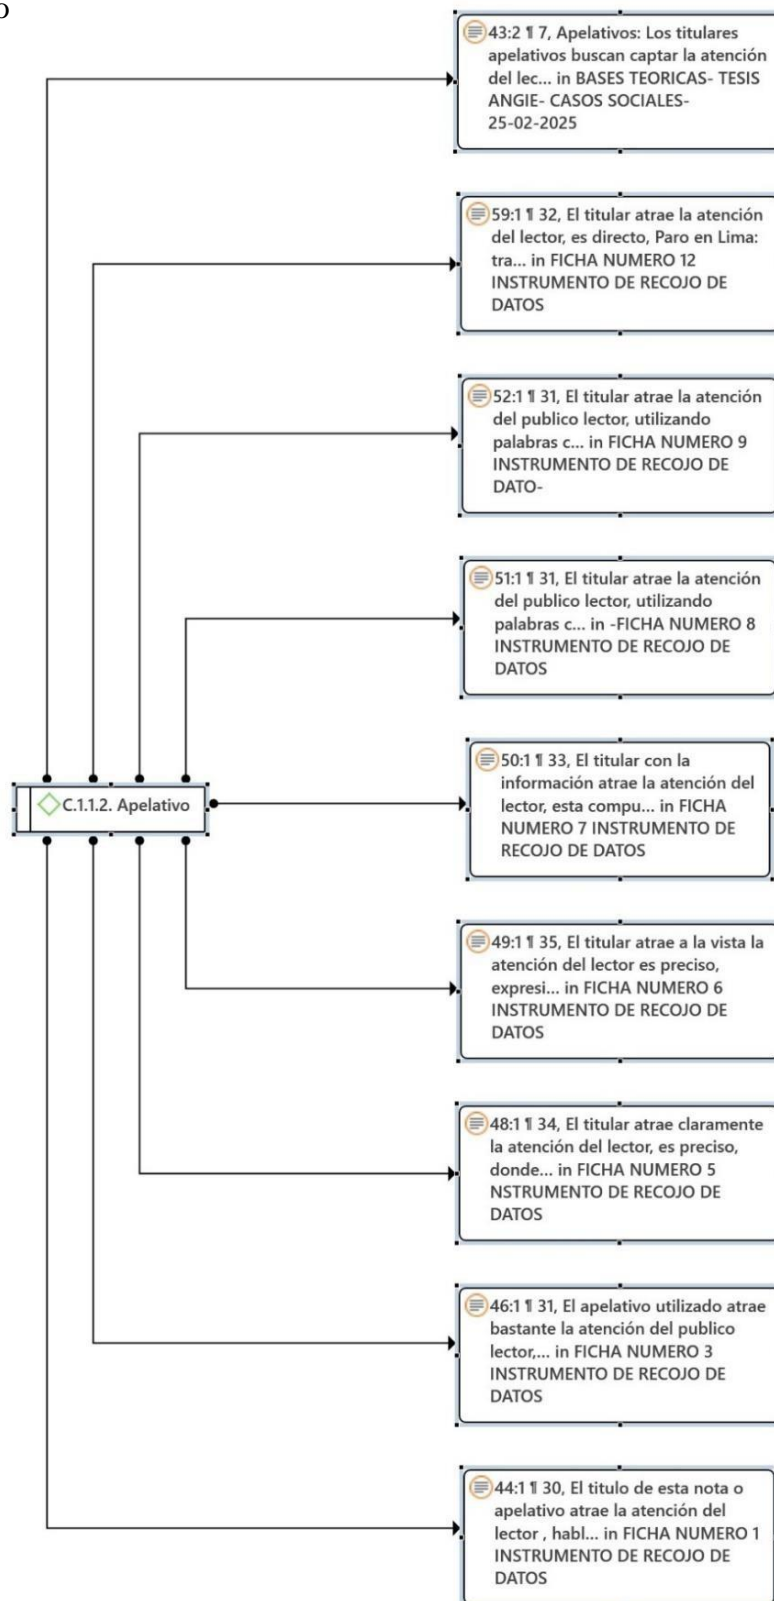 o
43:2 ¶ 7, Apelativos: Los titulares
apelativos buscan captar la atención
del lec... in BASES TEORICAS- TESIS
ANGIE- CASOS SOCIALES-
25-02-2025
59:1 ¶ 32, El titular atrae la atención
del lector, es directo, Paro en Lima:
tra... in FICHA NUMERO 12
INSTRUMENTO DE RECOJO DE
DATOS
52:1 ¶ 31, El titular atrae la atención
del publico lector, utilizando
palabras c... in FICHA NUMERO 9
INSTRUMENTO DE RECOJO DE
DATO-
51:1 ¶ 31, El titular atrae la atención
del publico lector, utilizando
palabras c... in -FICHA NUMERO 8
INSTRUMENTO DE RECOJO DE
DATOS
50:1 ¶ 33, El titular con la
información atrae la atención del
lector, esta compu... in FICHA
NUMERO 7 INSTRUMENTO DE
RECOJO DE DATOS
C.1.1.2. Apelativo
49:1 ¶ 35, El titular atrae a la vista la
atención del lector es preciso,
expresi... in FICHA NUMERO 6
INSTRUMENTO DE RECOJO DE
DATOS
48:1 ¶ 34, El titular atrae claramente
la atención del lector, es preciso,
donde... in FICHA NUMERO 5
NSTRUMENTO DE RECOJO DE
DATOS
46:1 ¶ 31, El apelativo utilizado atrae
bastante la atención del publico
lector,... in FICHA NUMERO 3
INSTRUMENTO DE RECOJO DE
DATOS
44:1 ¶ 30, El titulo de esta nota o
apelativo atrae la atención del
lector , habl... in FICHA NUMERO 1
INSTRUMENTO DE RECOJO DE
DATOS